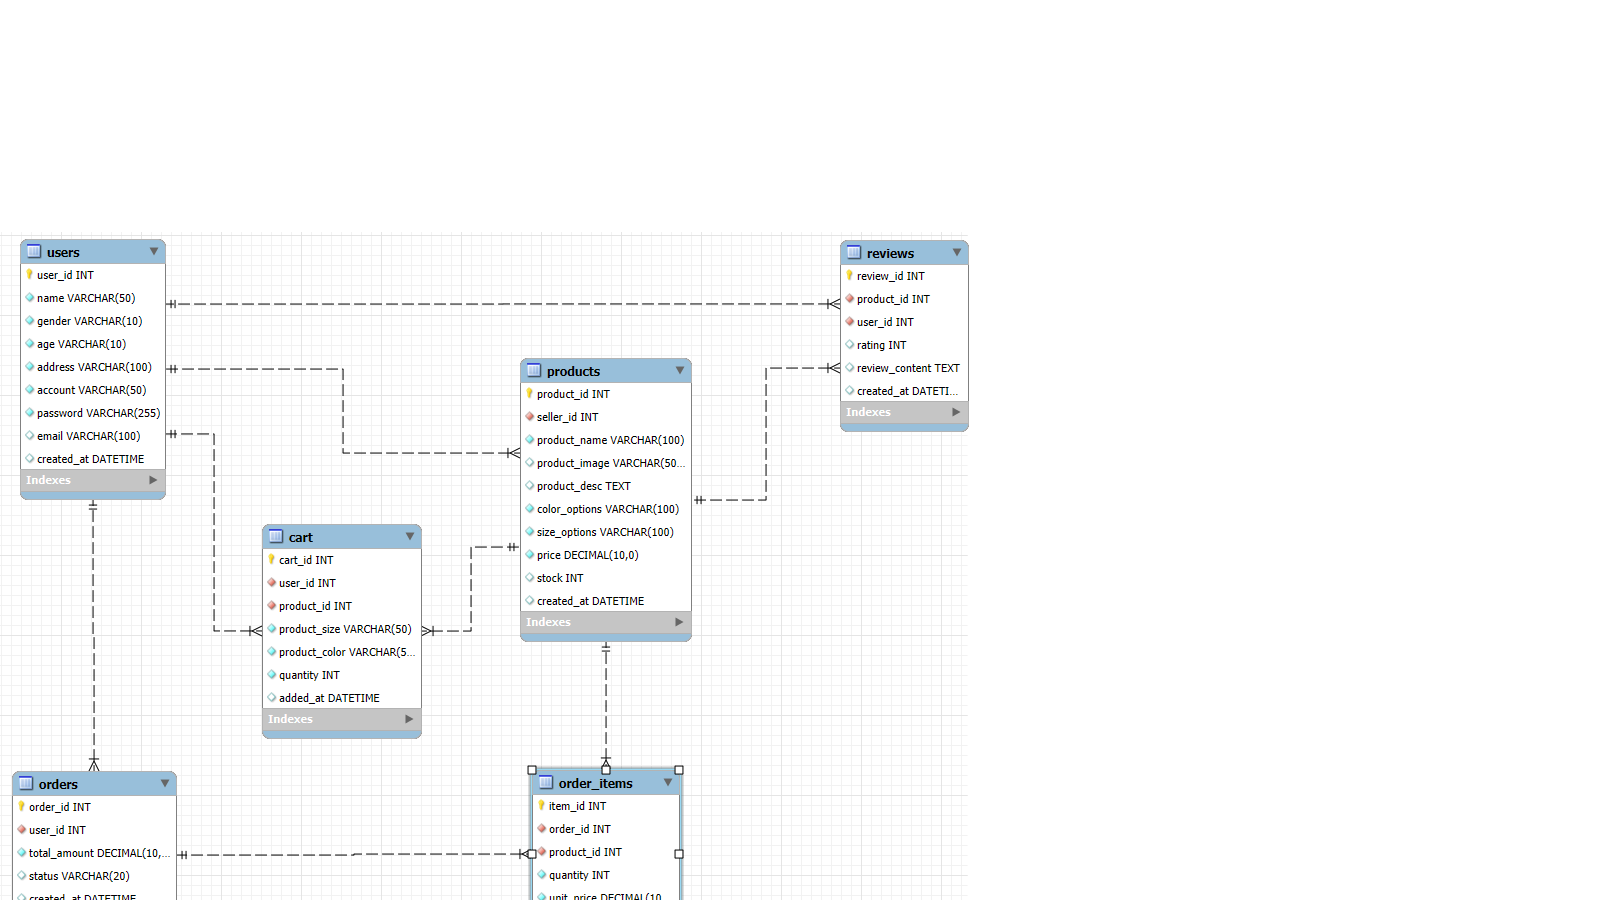 users
user_id INT
name VARCHAR(50)
gender VARCHAR(10)
age VARCHAR(10)
address VARCHAR(100)
account VARCHAR(50)
password VARCHAR(255)
email VARCHAR(100)
created_at DATETIME
Indexes
reviews
review_id INT
product_id INT
user_id INT
rating INT
review_content TEXT
created_at DATETI...
Indexes
products
product_id INT
seller_id INT
product_name VARCHAR(100)
product_image VARCHAR(50...
product_desc TEXT
color_options VARCHAR(100)
size_options VARCHAR(100)
price DECIMAL(10,0)
stock INT
created_at DATETIME
Indexes
cart
cart_id INT
user_id INT
product_id INT
product_size VARCHAR(50)
product_color VARCHAR(5...
quantity INT
added_at DATETIME
Indexes
orders
order_id INT
user_id INT
total_amount DECIMAL(10,...
status VARCHAR(20)
created_at DATETIME
order_items
item_id INT
order_id INT
product_id INT
quantity INT
unit_price DECIMAL(10